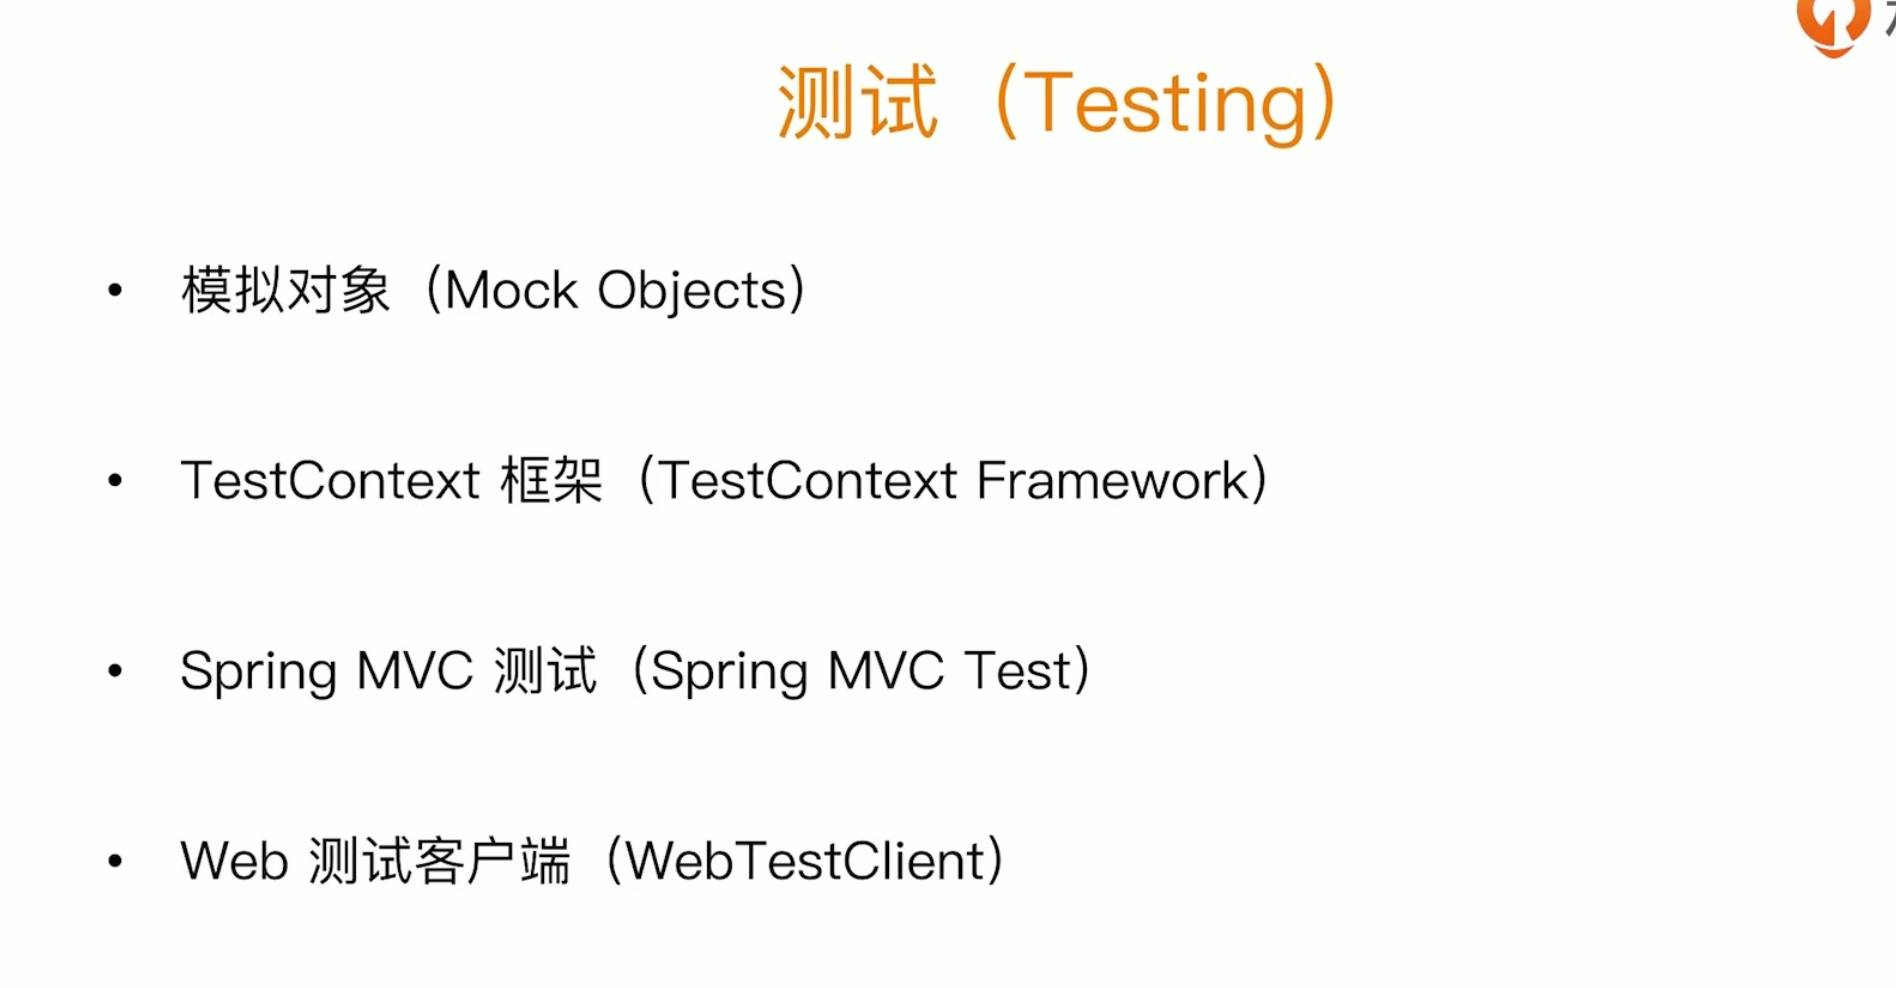 测试（Testing）
• 模拟对象（Mock Objects）
• TestContext 框架（TestContext Framework）
• Spring MVC 测试（Spring MVC Test）
• Web 测试客户端（WebTestClient）